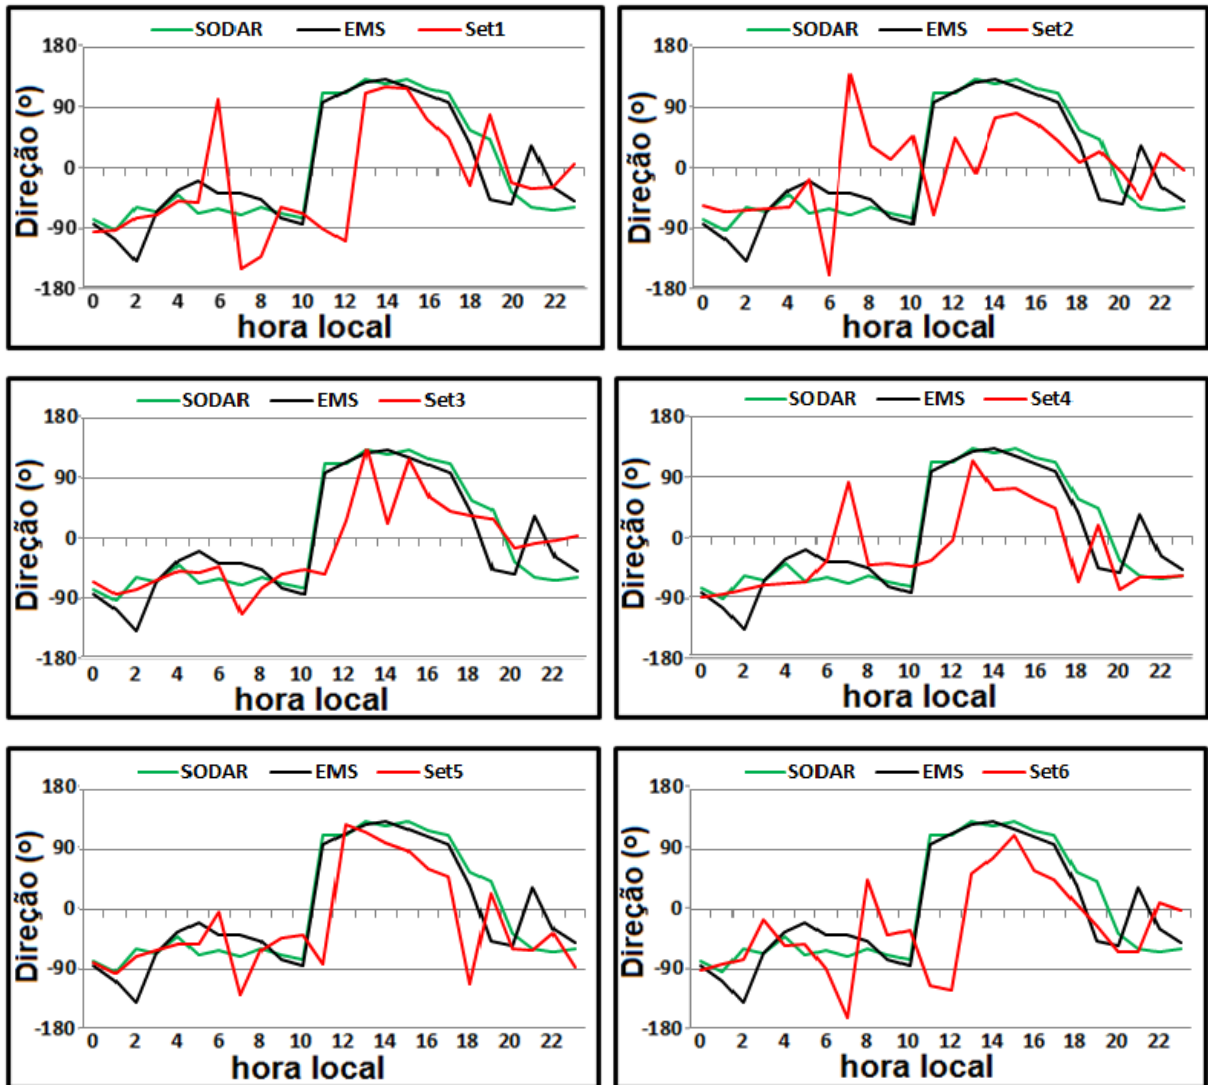 SODAR EMS Set1
180
90
0
-90
-180
Direção (º)
0 2 4 6 8 10 12 14 16 18 20 22
hora local
SODAR EMS Set2
180
90
0
-90
-180
Direção (º)
0 2 4 6 8 10 12 14 16 18 20 22
hora local
SODAR EMS Set3
180
90
0
-90
-180
Direção (º)
0 2 4 6 8 10 12 14 16 18 20 22
hora local
SODAR EMS Set4
180
90
0
-90
-180
Direção (º)
0 2 4 6 8 10 12 14 16 18 20 22
hora local
SODAR EMS Set5
180
90
0
-90
-180
Direção (º)
0 2 4 6 8 10 12 14 16 18 20 22
hora local
SODAR EMS Set6
180
90
0
-90
-180
Direção (º)
0 2 4 6 8 10 12 14 16 18 20 22
hora local